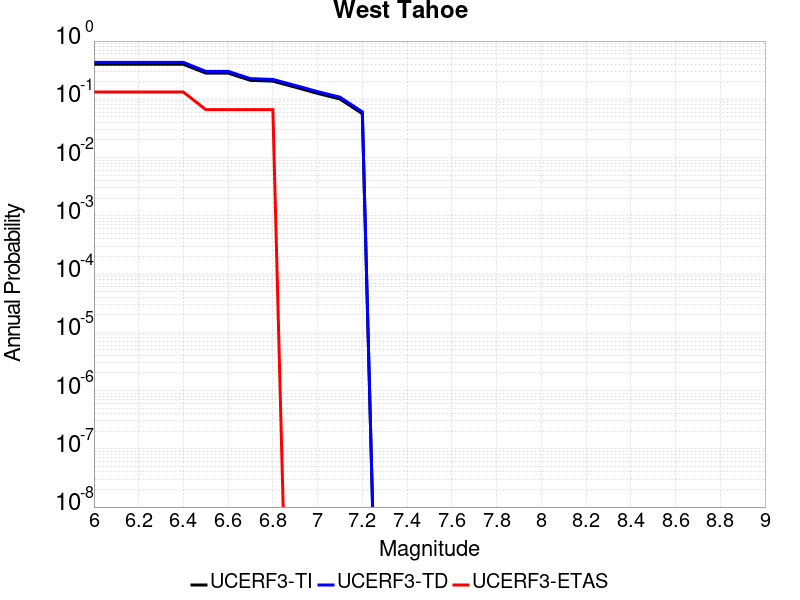 West Tahoe
10^0
10^-1
10^-2
10^-3
10^-4
10^-5
10^-6
10^-7
10^-8
Annual Probability
6 6.2 6.4 6.6 6.8 7 7.2 7.4 7.6 7.8 8 8.2 8.4 8.6 8.8 9
Magnitude
UCERF3-TI UCERF3-TD UCERF3-ETAS